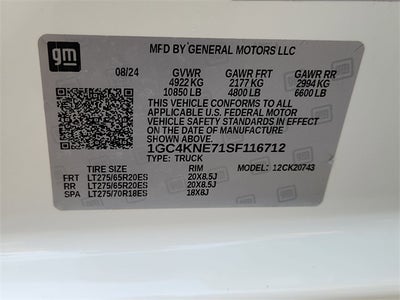 gm
MFD BY GENERAL MOTORS LLC
08/24 GVWR GAWR FRT GAWR RR
4922 KG 2177 KG 2994 KG
10850 LB 4800 LB 6600 LB
THIS VEHICLE CONFORMS TO ALL
APPLICABLE U.S. FEDERAL MOTOR
VEHICLE SAFETY STANDARDS IN
EFFECT ON THE DATE OF
MANUFACTURE SHOWN ABOVE.
1GC4KNE71SF116712
TYPE: TRUCK
TIRE SIZE RIM MODEL: 12CK20743
FRT LT275/65R20ES 20X8.5J
RR LT275/65R20ES 20X8.5J
SPA LT275/70R18ES 18X8J